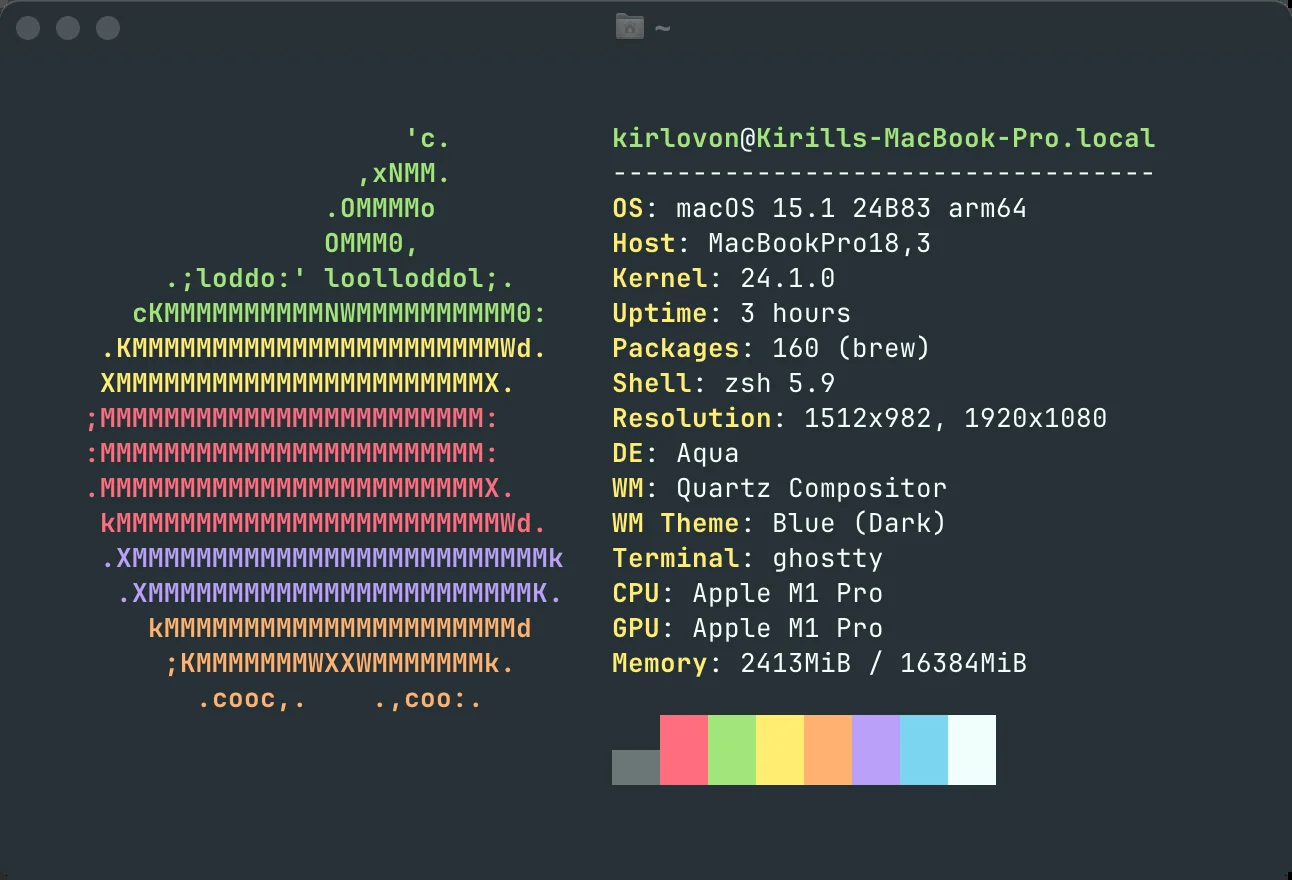 ~
'c.
,xNMM.
.OMMMMo
OMMM0,
.;loddo:' loolloddol;.
cKMMMMMMMMMMNWMMMMMMMMMM0:
.KMMMMMMMMMMMMMMMMMMMMMMMWd.
XMMMMMMMMMMMMMMMMMMMMMMMX.
;MMMMMMMMMMMMMMMMMMMMMMMM:
:MMMMMMMMMMMMMMMMMMMMMMMM:
.MMMMMMMMMMMMMMMMMMMMMMMMX.
kMMMMMMMMMMMMMMMMMMMMMMMMWd.
.XMMMMMMMMMMMMMMMMMMMMMMMMMMk
.XMMMMMMMMMMMMMMMMMMMMMMMMK.
kMMMMMMMMMMMMMMMMMMMMMMd
;KMMMMMMMWXXWMMMMMMMk.
.cooc,.    .,coo:.
kirlovon@Kirills-MacBook-Pro.local
----------------------------------
OS: macOS 15.1 24B83 arm64
Host: MacBookPro18,3
Kernel: 24.1.0
Uptime: 3 hours
Packages: 160 (brew)
Shell: zsh 5.9
Resolution: 1512x982, 1920x1080
DE: Aqua
WM: Quartz Compositor
WM Theme: Blue (Dark)
Terminal: ghostty
CPU: Apple M1 Pro
GPU: Apple M1 Pro
Memory: 2413MiB / 16384MiB